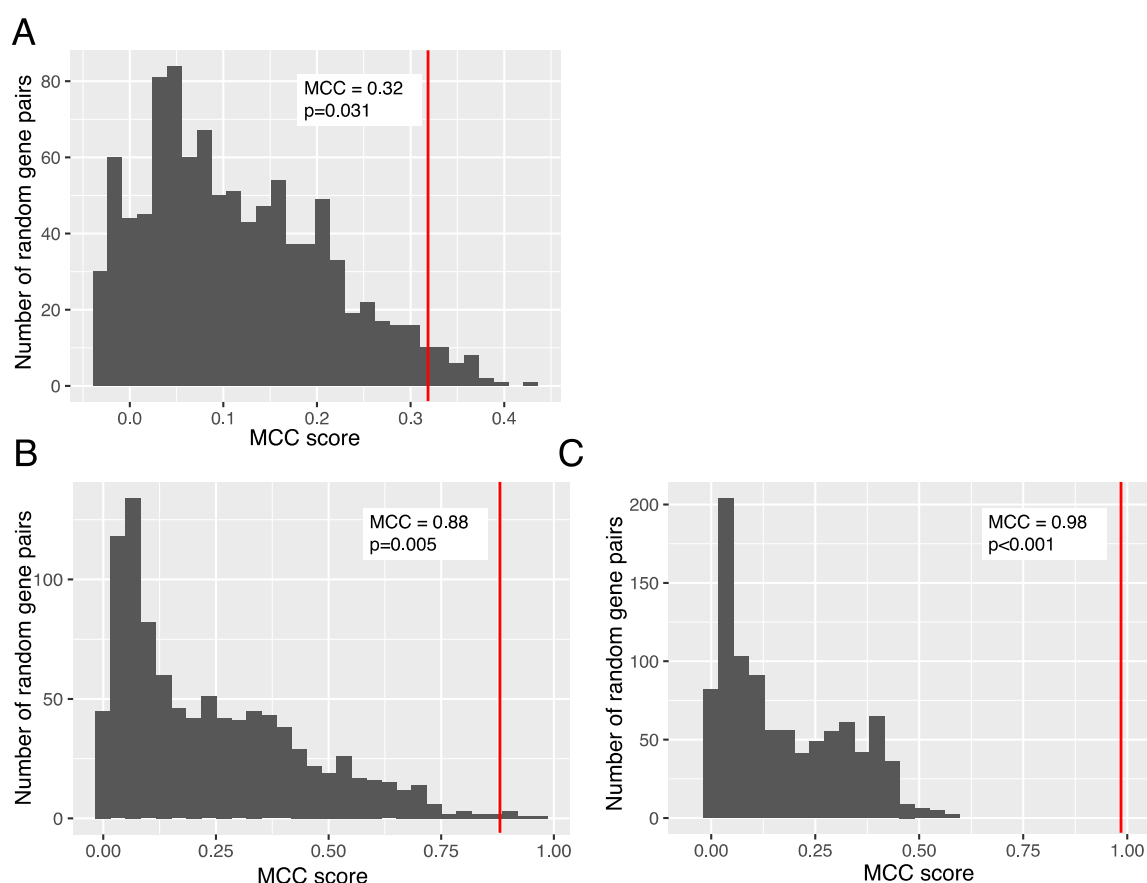 A
Number of random gene pairs
80
60
40
20
0
MCC = 0.32
p=0.031
0.0 0.1 0.2 0.3 0.4
MCC score
B
Number of random gene pairs
100
50
0
MCC = 0.88
p=0.005
0.00 0.25 0.50 0.75 1.00
MCC score
C
Number of random gene pairs
200
150
100
50
0
MCC = 0.98
p<0.001
0.00 0.25 0.50 0.75 1.00
MCC score